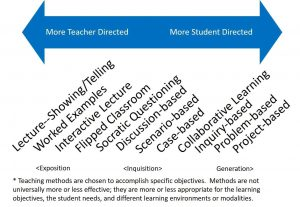 More Teacher Directed
More Student Directed
Lecture-Showing/Telling
Worked Examples
Interactive Lecture
Flipped Classroom
Socratic Questioning
Discussion-based
Scenario-based
Case-based
Collaborative Learning
Inquiry-based
Problem-based
Project-based
<Exposition
<Inquisition>
Generation>
* Teaching methods are chosen to accomplish specific objectives. Methods are not
universally more or less effective; they are more or less appropriate for the learning
objectives, the student needs, and different learning environments or modalities.